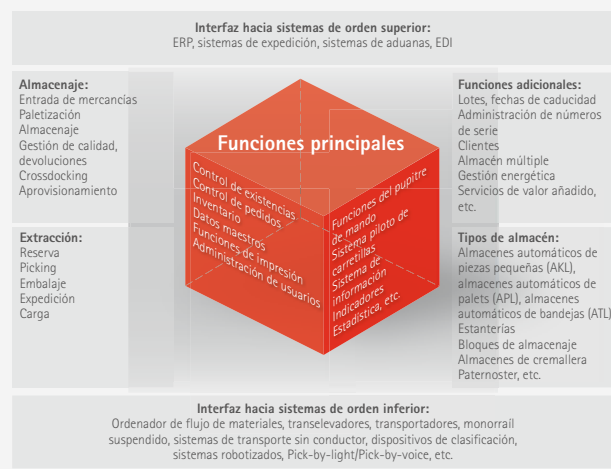 Interfaz hacia sistemas de orden superior:
ERP, sistemas de expedición, sistemas de aduanas, EDI
Almacenaje:
Entrada de mercancías
Paletización
Almacenaje
Gestión de calidad,
devoluciones
Crossdocking
Aprovisionamiento
Extracción:
Reserva
Picking
Embalaje
Expedición
Carga
Funciones principales
Control de existencias
Control de pedidos
Inventario
Datos maestros
Funciones de impresión
Administración de usuarios
Funciones del pupitre
de mando
Sistema piloto de
carretillas
Sistema de
información
Indicadores
Estadística, etc.
Funciones adicionales:
Lotes, fechas de caducidad
Administración de números
de serie
Clientes
Almacén múltiple
Gestión energética
Servicios de valor añadido,
etc.
Tipos de almacén:
Almacenes automáticos de
piezas pequeñas (AKL),
almacenes automáticos de
palets (APL), almacenes
automáticos de bandejas (ATL)
Estanterías
Bloques de almacenaje
Almacenes de cremallera
Paternoster, etc.
Interfaz hacia sistemas de orden inferior:
Ordenador de flujo de materiales, transelevadores, transportadores, monorraíl
suspendido, sistemas de transporte sin conductor, dispositivos de clasificación,
sistemas robotizados, Pick-by-light/Pick-by-voice, etc.